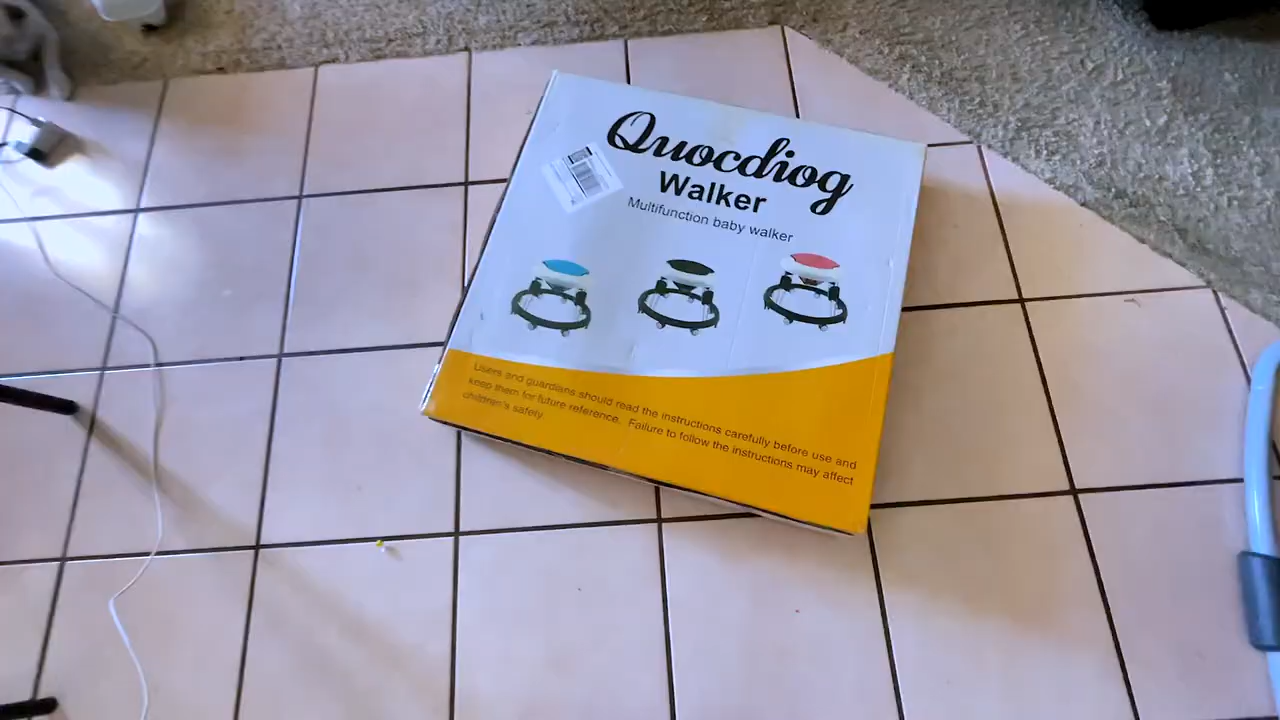 Quocdiog
Walker
Multifunction baby walker
Users and guardians should read the instructions carefully before use and
keep them for future reference. Failure to follow the instructions may affect
children's safety